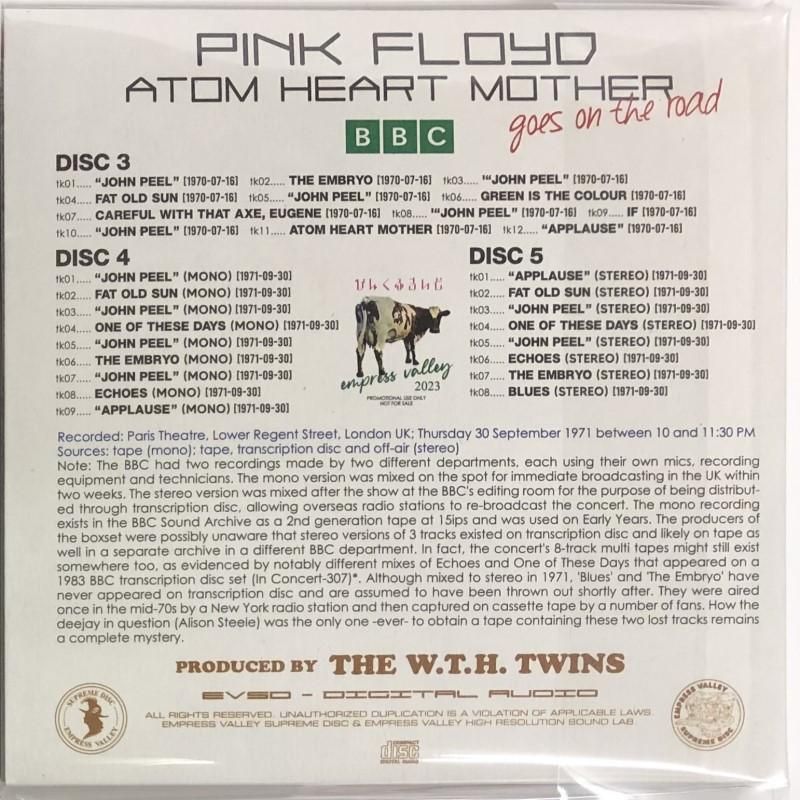 PINK FLOYD
ATOM HEART MOTHER
goes on the road
BBC
DISC 3
tk01..... “JOHN PEEL” [1970-07-16] tk02..... THE EMBRYO [1970-07-16] tk03..... '“JOHN PEEL” [1970-07-16]
tk04..... FAT OLD SUN [1970-07-16] tk05..... “JOHN PEEL” [1970-07-16] tk06..... GREEN IS THE COLOUR [1970-07-16]
tk07..... CAREFUL WITH THAT AXE, EUGENE [1970-07-16] tk08..... '“JOHN PEEL” [1970-07-16] tk09..... IF [1970-07-16]
tk10..... “JOHN PEEL” [1970-07-16] tk11..... ATOM HEART MOTHER [1970-07-16] tk12..... “APPLAUSE” [1970-07-16]
DISC 4
tk01..... “JOHN PEEL” (MONO) [1971-09-30]
tk02..... FAT OLD SUN (MONO) [1971-09-30]
tk03..... “JOHN PEEL” (MONO) [1971-09-30]
tk04..... ONE OF THESE DAYS (MONO) [1971-09-30]
tk05..... “JOHN PEEL” (MONO) [1971-09-30]
tk06..... THE EMBRYO (MONO) [1971-09-30]
tk07..... “JOHN PEEL” (MONO) [1971-09-30]
tk08..... ECHOES (MONO) [1971-09-30]
tk09..... “APPLAUSE” (MONO) [1971-09-30]
ぴんくふろいど
empress valley
2023
PROMOTIONAL USE ONLY
NOT FOR SALE
DISC 5
tk01..... “APPLAUSE” (STEREO) [1971-09-30]
tk02..... FAT OLD SUN (STEREO) [1971-09-30]
tk03..... “JOHN PEEL” (STEREO) [1971-09-30]
tk04..... ONE OF THESE DAYS (STEREO) [1971-09-30]
tk05..... “JOHN PEEL” (STEREO) [1971-09-30]
tk06..... ECHOES (STEREO) [1971-09-30]
tk07..... THE EMBRYO (STEREO) [1971-09-30]
tk08..... BLUES (STEREO) [1971-09-30]
Recorded: Paris Theatre, Lower Regent Street, London UK; Thursday 30 September 1971 between 10 and 11:30 PM
Sources: tape (mono); tape, transcription disc and off-air (stereo)
Note: The BBC had two recordings made by two different departments, each using their own mics, recording
equipment and technicians. The mono version was mixed on the spot for immediate broadcasting in the UK within
two weeks. The stereo version was mixed after the show at the BBC's editing room for the purpose of being distribut-
ed through transcription disc, allowing overseas radio stations to re-broadcast the concert. The mono recording
exists in the BBC Sound Archive as a 2nd generation tape at 15ips and was used on Early Years. The producers of
the boxset were possibly unaware that stereo versions of 3 tracks existed on transcription disc and likely on tape as
well in a separate archive in a different BBC department. In fact, the concert's 8-track multi tapes might still exist
somewhere too, as evidenced by notably different mixes of Echoes and One of These Days that appeared on a
1983 BBC transcription disc set (In Concert-307)*. Although mixed to stereo in 1971, 'Blues' and 'The Embryo' have
never appeared on transcription disc and are assumed to have been thrown out shortly after. They were aired
once in the mid-70s by a New York radio station and then captured on cassette tape by a number of fans. How the
deejay in question (Alison Steele) was the only one -ever- to obtain a tape containing these two lost tracks remains
a complete mystery.
PRODUCED BY THE W.T.H. TWINS
EVSD - DIGITAL AUDIO
ALL RIGHTS RESERVED. UNAUTHORIZED DUPLICATION IS A VIOLATION OF APPLICABLE LAWS.
EMPRESS VALLEY SUPREME DISC & EMPRESS VALLEY HIGH RESOLUTION SOUND LAB.
SUPREME DISC
EMPRESS VALLEY
EMPRESS VALLEY
SUPREME DISC
COMPACT
disc
DIGITAL AUDIO